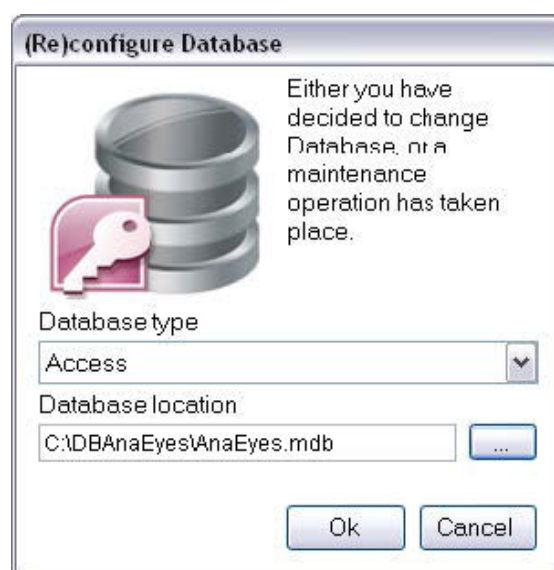 (Re)configure Database
Either you have
decided to change
Database, or a
maintenance
operation has taken
place.
Database type
Access
Database location
C:\DBAnaEyes\AnaEyes.mdb
...
Ok
Cancel